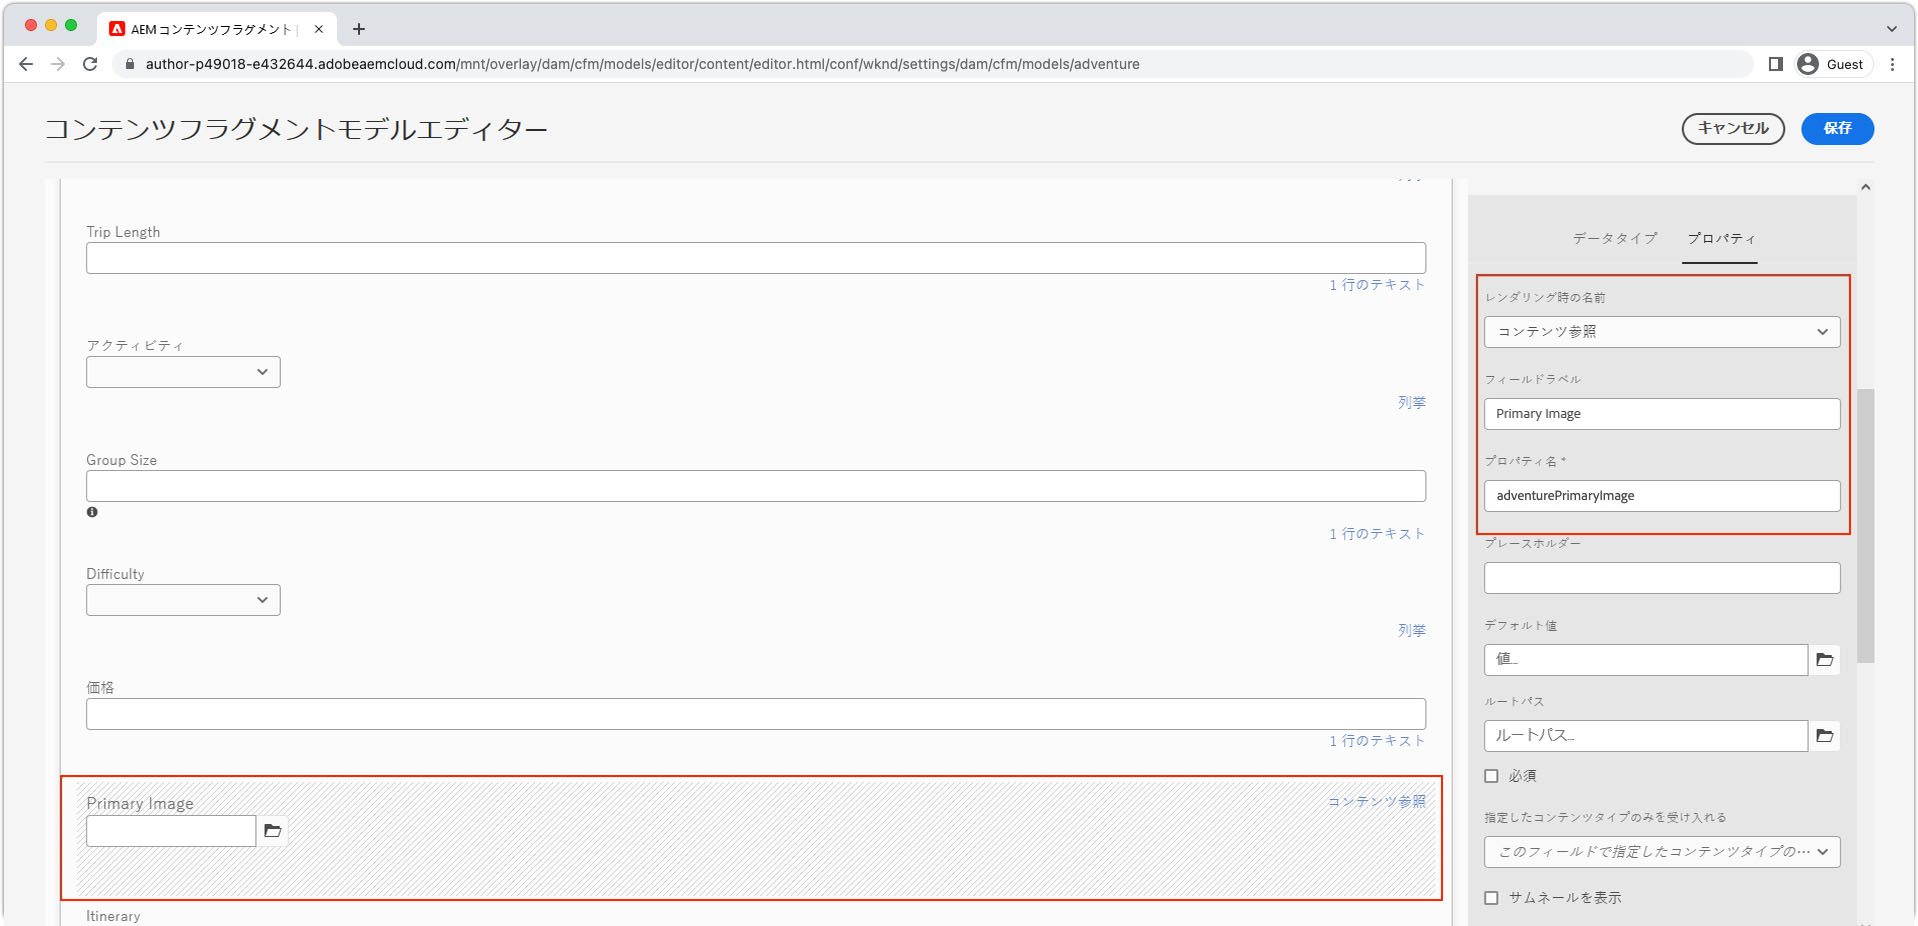 AEM コンテンツフラグメント |
author-p49018-e432644.adobeaemcloud.com/mnt/overlay/dam/cfm/models/editor/content/editor.html/conf/wknd/settings/dam/cfm/models/adventure
Guest
コンテンツフラグメントモデルエディター
キャンセル
保存
Trip Length
1 行のテキスト
アクティビティ
列挙
Group Size
1 行のテキスト
Difficulty
列挙
価格
1 行のテキスト
Primary Image
コンテンツ参照
Itinerary
データタイプ
プロパティ
レンダリング時の名前
コンテンツ参照
フィールドラベル
Primary Image
プロパティ名 *
adventurePrimaryImage
プレースホルダー
デフォルト値
値...
ルートパス
ルートパス...
必須
指定したコンテンツタイプのみを受け入れる
このフィールドで指定したコンテンツタイプの…
サムネールを表示